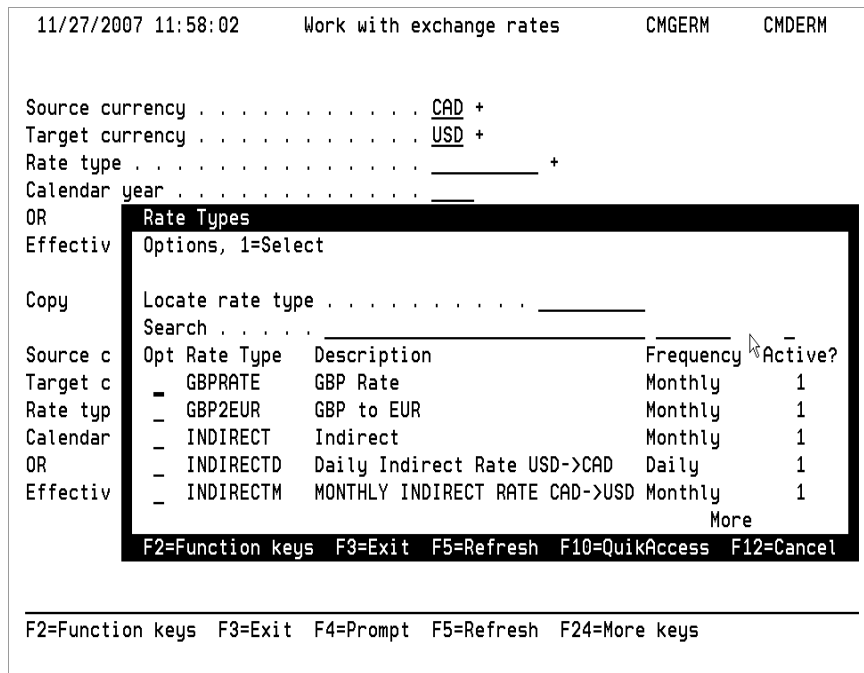 11/27/2007 11:58:02 Work with exchange rates CMGERM CMDERM
Source currency . . . . . . . . . . . CAD +
Target currency . . . . . . . . . . . USD +
Rate type . . . . . . . . . . . . . . __________ +
Calendar year . . . . . . . . . . . . ____
OR Rate Types
Effectiv Options, 1=Select
Copy Locate rate type . . . . . . . . . . __________
Search . . . . . ______________________________ _______ _
Source c Opt Rate Type Description Frequency Active?
Target c _ GBPRATE GBP Rate Monthly 1
Rate typ _ GBP2EUR GBP to EUR Monthly 1
Calendar _ INDIRECT Indirect Monthly 1
OR _ INDIRECTD Daily Indirect Rate USD->CAD Daily 1
Effectiv _ INDIRECTM MONTHLY INDIRECT RATE CAD->USD Monthly 1
More
F2=Function keys F3=Exit F5=Refresh F10=QuikAccess F12=Cancel
F2=Function keys F3=Exit F4=Prompt F5=Refresh F24=More keys